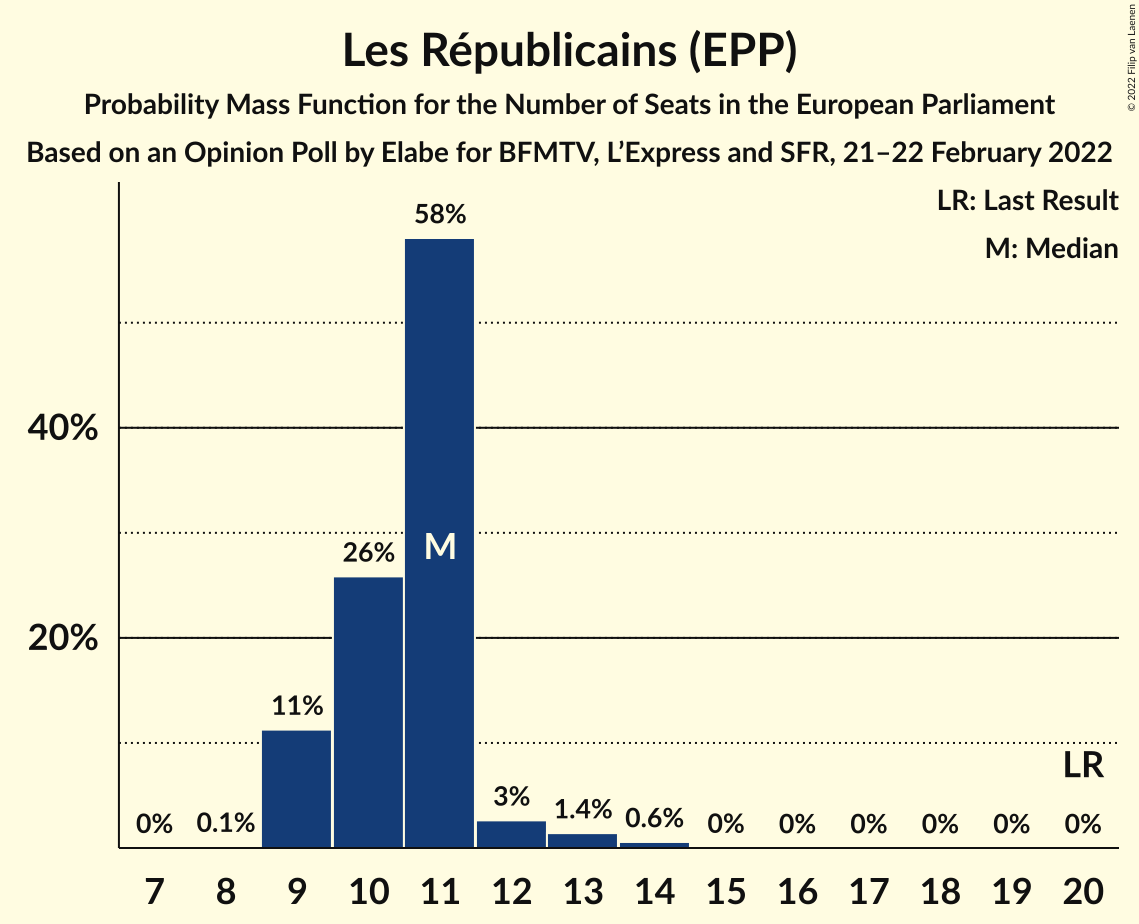 Les Républicains (EPP)
Probability Mass Function for the Number of Seats in the European Parliament
Based on an Opinion Poll by Elabe for BFMTV, L’Express and SFR, 21–22 February 2022
© 2022 Filip van Laenen
LR: Last Result
M: Median
58%
40%
M
26%
20%
11%
LR
3%
1.4%
0.6%
0% 0.1% 0% 0% 0% 0% 0% 0%
7 8 9 10 11 12 13 14 15 16 17 18 19 20